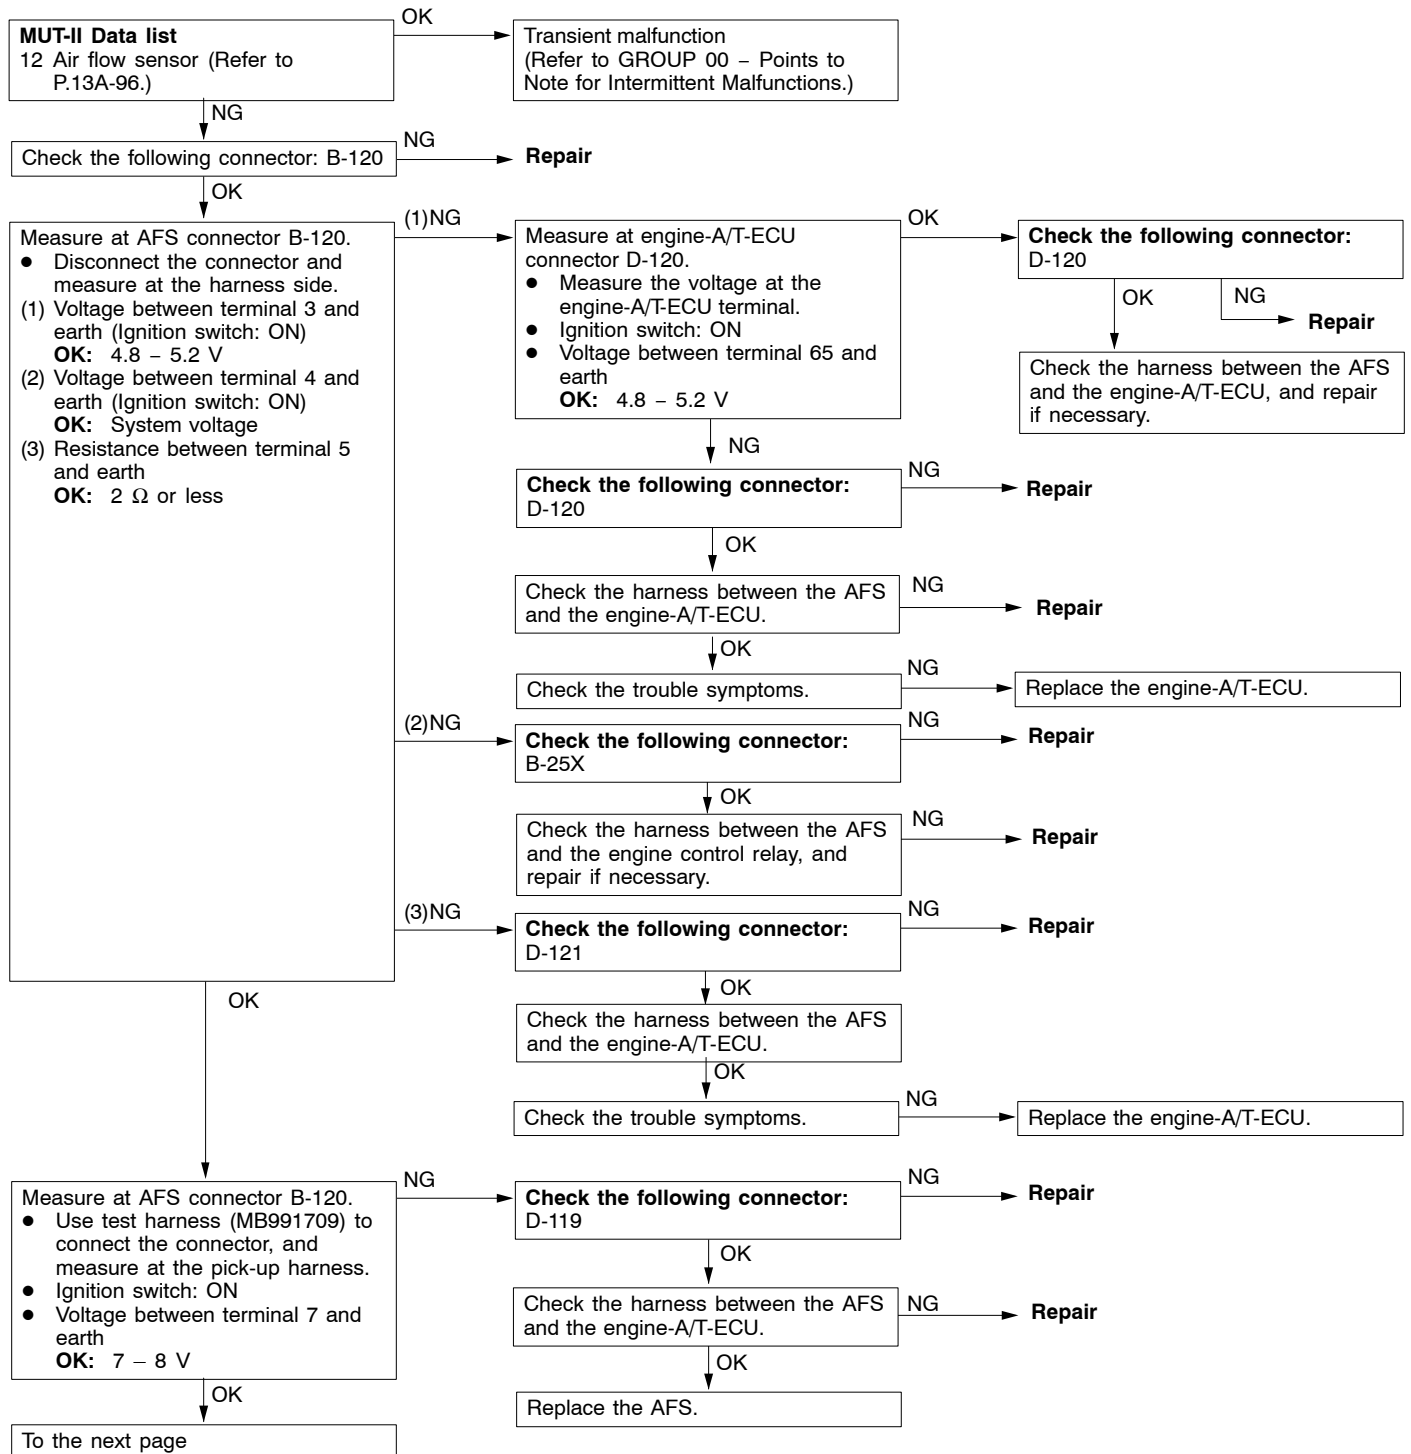 MUT-II Data list
12 Air flow sensor (Refer to
P.13A-96.)
OK
Transient malfunction
(Refer to GROUP 00 – Points to
Note for Intermittent Malfunctions.)
NG
Check the following connector: B-120
NG
Repair
OK
Measure at AFS connector B-120.
● Disconnect the connector and
measure at the harness side.
(1) Voltage between terminal 3 and
earth (Ignition switch: ON)
OK: 4.8 – 5.2 V
(2) Voltage between terminal 4 and
earth (Ignition switch: ON)
OK: System voltage
(3) Resistance between terminal 5
and earth
OK: 2 Ω or less
(1)NG
Measure at engine-A/T-ECU
connector D-120.
● Measure the voltage at the
engine-A/T-ECU terminal.
● Ignition switch: ON
● Voltage between terminal 65 and
earth
OK: 4.8 – 5.2 V
OK
Check the following connector:
D-120
OK
NG
Repair
Check the harness between the AFS
and the engine-A/T-ECU, and repair
if necessary.
NG
Check the following connector:
D-120
NG
Repair
OK
Check the harness between the AFS
and the engine-A/T-ECU.
NG
Repair
OK
Check the trouble symptoms.
NG
Replace the engine-A/T-ECU.
(2)NG
Check the following connector:
B-25X
NG
Repair
OK
Check the harness between the AFS
and the engine control relay, and
repair if necessary.
NG
Repair
(3)NG
Check the following connector:
D-121
NG
Repair
OK
Check the harness between the AFS
and the engine-A/T-ECU.
OK
Check the trouble symptoms.
NG
Replace the engine-A/T-ECU.
OK
Measure at AFS connector B-120.
● Use test harness (MB991709) to
connect the connector, and
measure at the pick-up harness.
● Ignition switch: ON
● Voltage between terminal 7 and
earth
OK: 7 – 8 V
NG
Check the following connector:
D-119
NG
Repair
OK
Check the harness between the AFS
and the engine-A/T-ECU.
NG
Repair
OK
Replace the AFS.
OK
To the next page